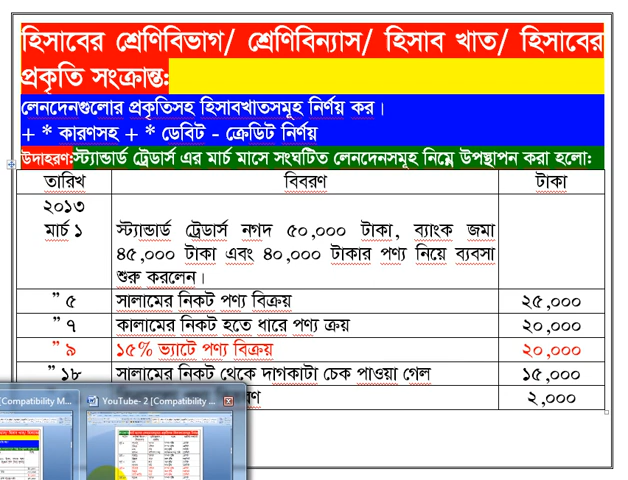 হিসাবের শ্রেণিবিভাগ/ শ্রেণিবিন্যাস/ হিসাব খাত/ হিসাবের
প্রকৃতি সংক্রান্ত:
লেনদেনগুলোর প্রকৃতিসহ হিসাবখাতসমূহ নির্ণয় কর।
+ * কারণসহ + * ডেবিট - ক্রেডিট নির্ণয়
উদাহরণ:স্ট্যান্ডার্ড ট্রেডার্স এর মার্চ মাসে সংঘটিত লেনদেনসমূহ নিম্নে উপস্থাপন করা হলো:
তারিখ বিবরণ টাকা
২০১৩
মার্চ ১ স্ট্যান্ডার্ড ট্রেডার্স নগদ ৫০,০০০ টাকা, ব্যাংক জমা
৪৫,০০০ টাকা এবং ৪০,০০০ টাকার পণ্য নিয়ে ব্যবসা
শুরু করলেন।
” ৫ সালামের নিকট পণ্য বিক্রয় ২৫,০০০
” ৭ কালামের নিকট হতে ধারে পণ্য ক্রয় ২০,০০০
” ৯ ১৫% ভ্যাটে পণ্য বিক্রয় ২০,০০০
” ১৮ সালামের নিকট থেকে দাগকাটা চেক পাওয়া গেল ১৫,০০০
২,০০০
[Compatibility M... YouTube- 2 [Compatibility ...